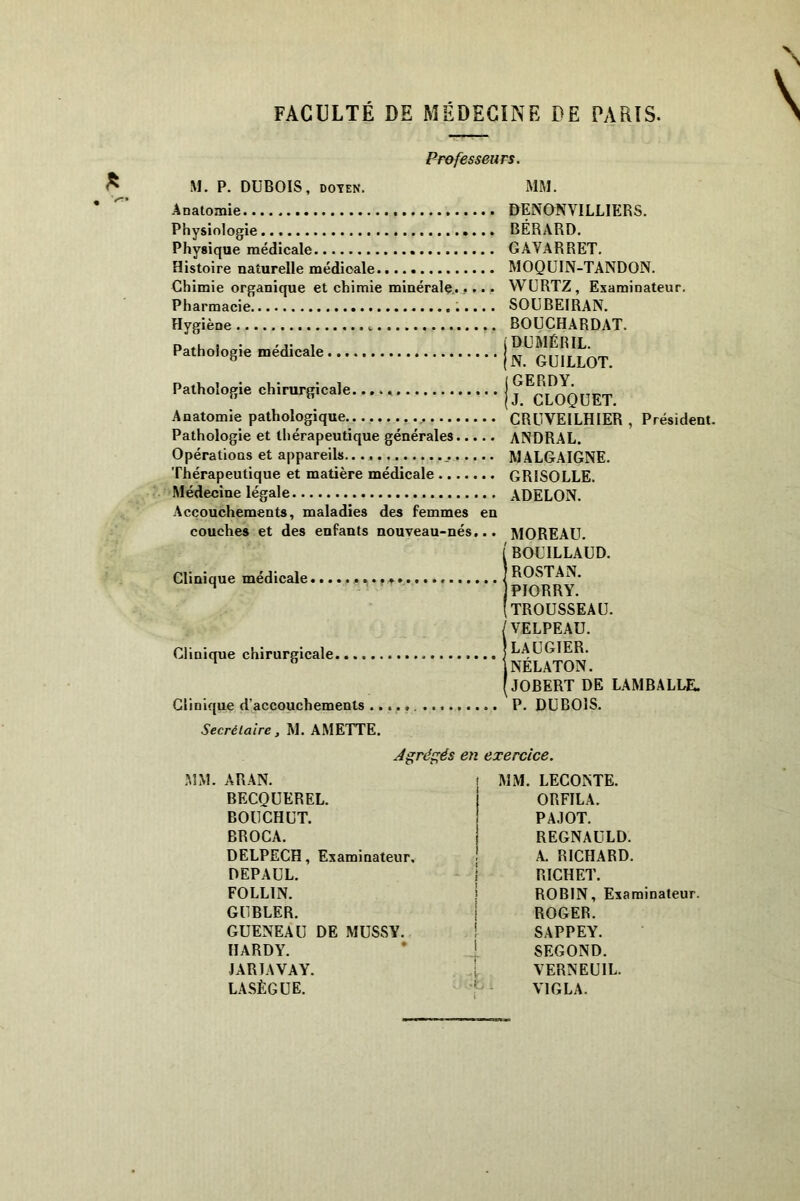 FACULTÉ DE MÉDECINE DE PARIS.
Professeurs.
M. P. DUBOIS, DOYEN. MM.
Anatomie.................................... DENONVILLIERS.
Physiologie.................................. BÉRARD.
Physique médicale........................... GAVARRET.
Histoire naturelle médicale.................. MOQUIN-TANDON.
Chimie organique et chimie minérale...... WURTZ, Examinateur.
Pharmacie................................... SOUBEIRAN.
Hygiène..................................... BOUCHARDAT.
Pathologie médicale........................ DUMÉRIL.
N. GUILLOT.
Pathologie chirurgicale..................... GERDY.
J. CLOQUET.
Anatomie pathologique...................... CRUVEILHIER, Président.
Pathologie et thérapeutique générales..... ANDRAL.
Opérations et appareils..................... MALGAIGNE.
Thérapeutique et matière médicale....... GRISOLLE.
Médecine légale............................. ADELON.
Accouchements, maladies des femmes en
couches et des enfants nouveau-nés... MOREAU.
BOUILLAUD.
Clinique médicale.......................... ROSTAN.
PIORRY.
TROUSSEAU.
VELPEAU.
Clinique chirurgicale....................... LAUGIER.
NÉLATON.
JOBERT DE LAMBALLE.
Clinique d'accouchements................ P. DUBOIS.
Secrétaire, M. AMETTE.
Agrégés en exercice.
MM. ARAN. MM. LECONTE.
BECQUEREL. ORFILA.
BOUCHUT. PAJOT.
BROCA. REGNAULD.
DELPECH, Examinateur. A. RICHARD.
DEPAUL. RICHET.
FOLLIN. ROBIN, Examinateur.
GUBLER. ROGER.
GUENEAU DE MUSSY. SAPPEY.
HARDY. SEGOND.
JARJAVAY. VERNEUIL.
LASÈGUE. VIGLA.